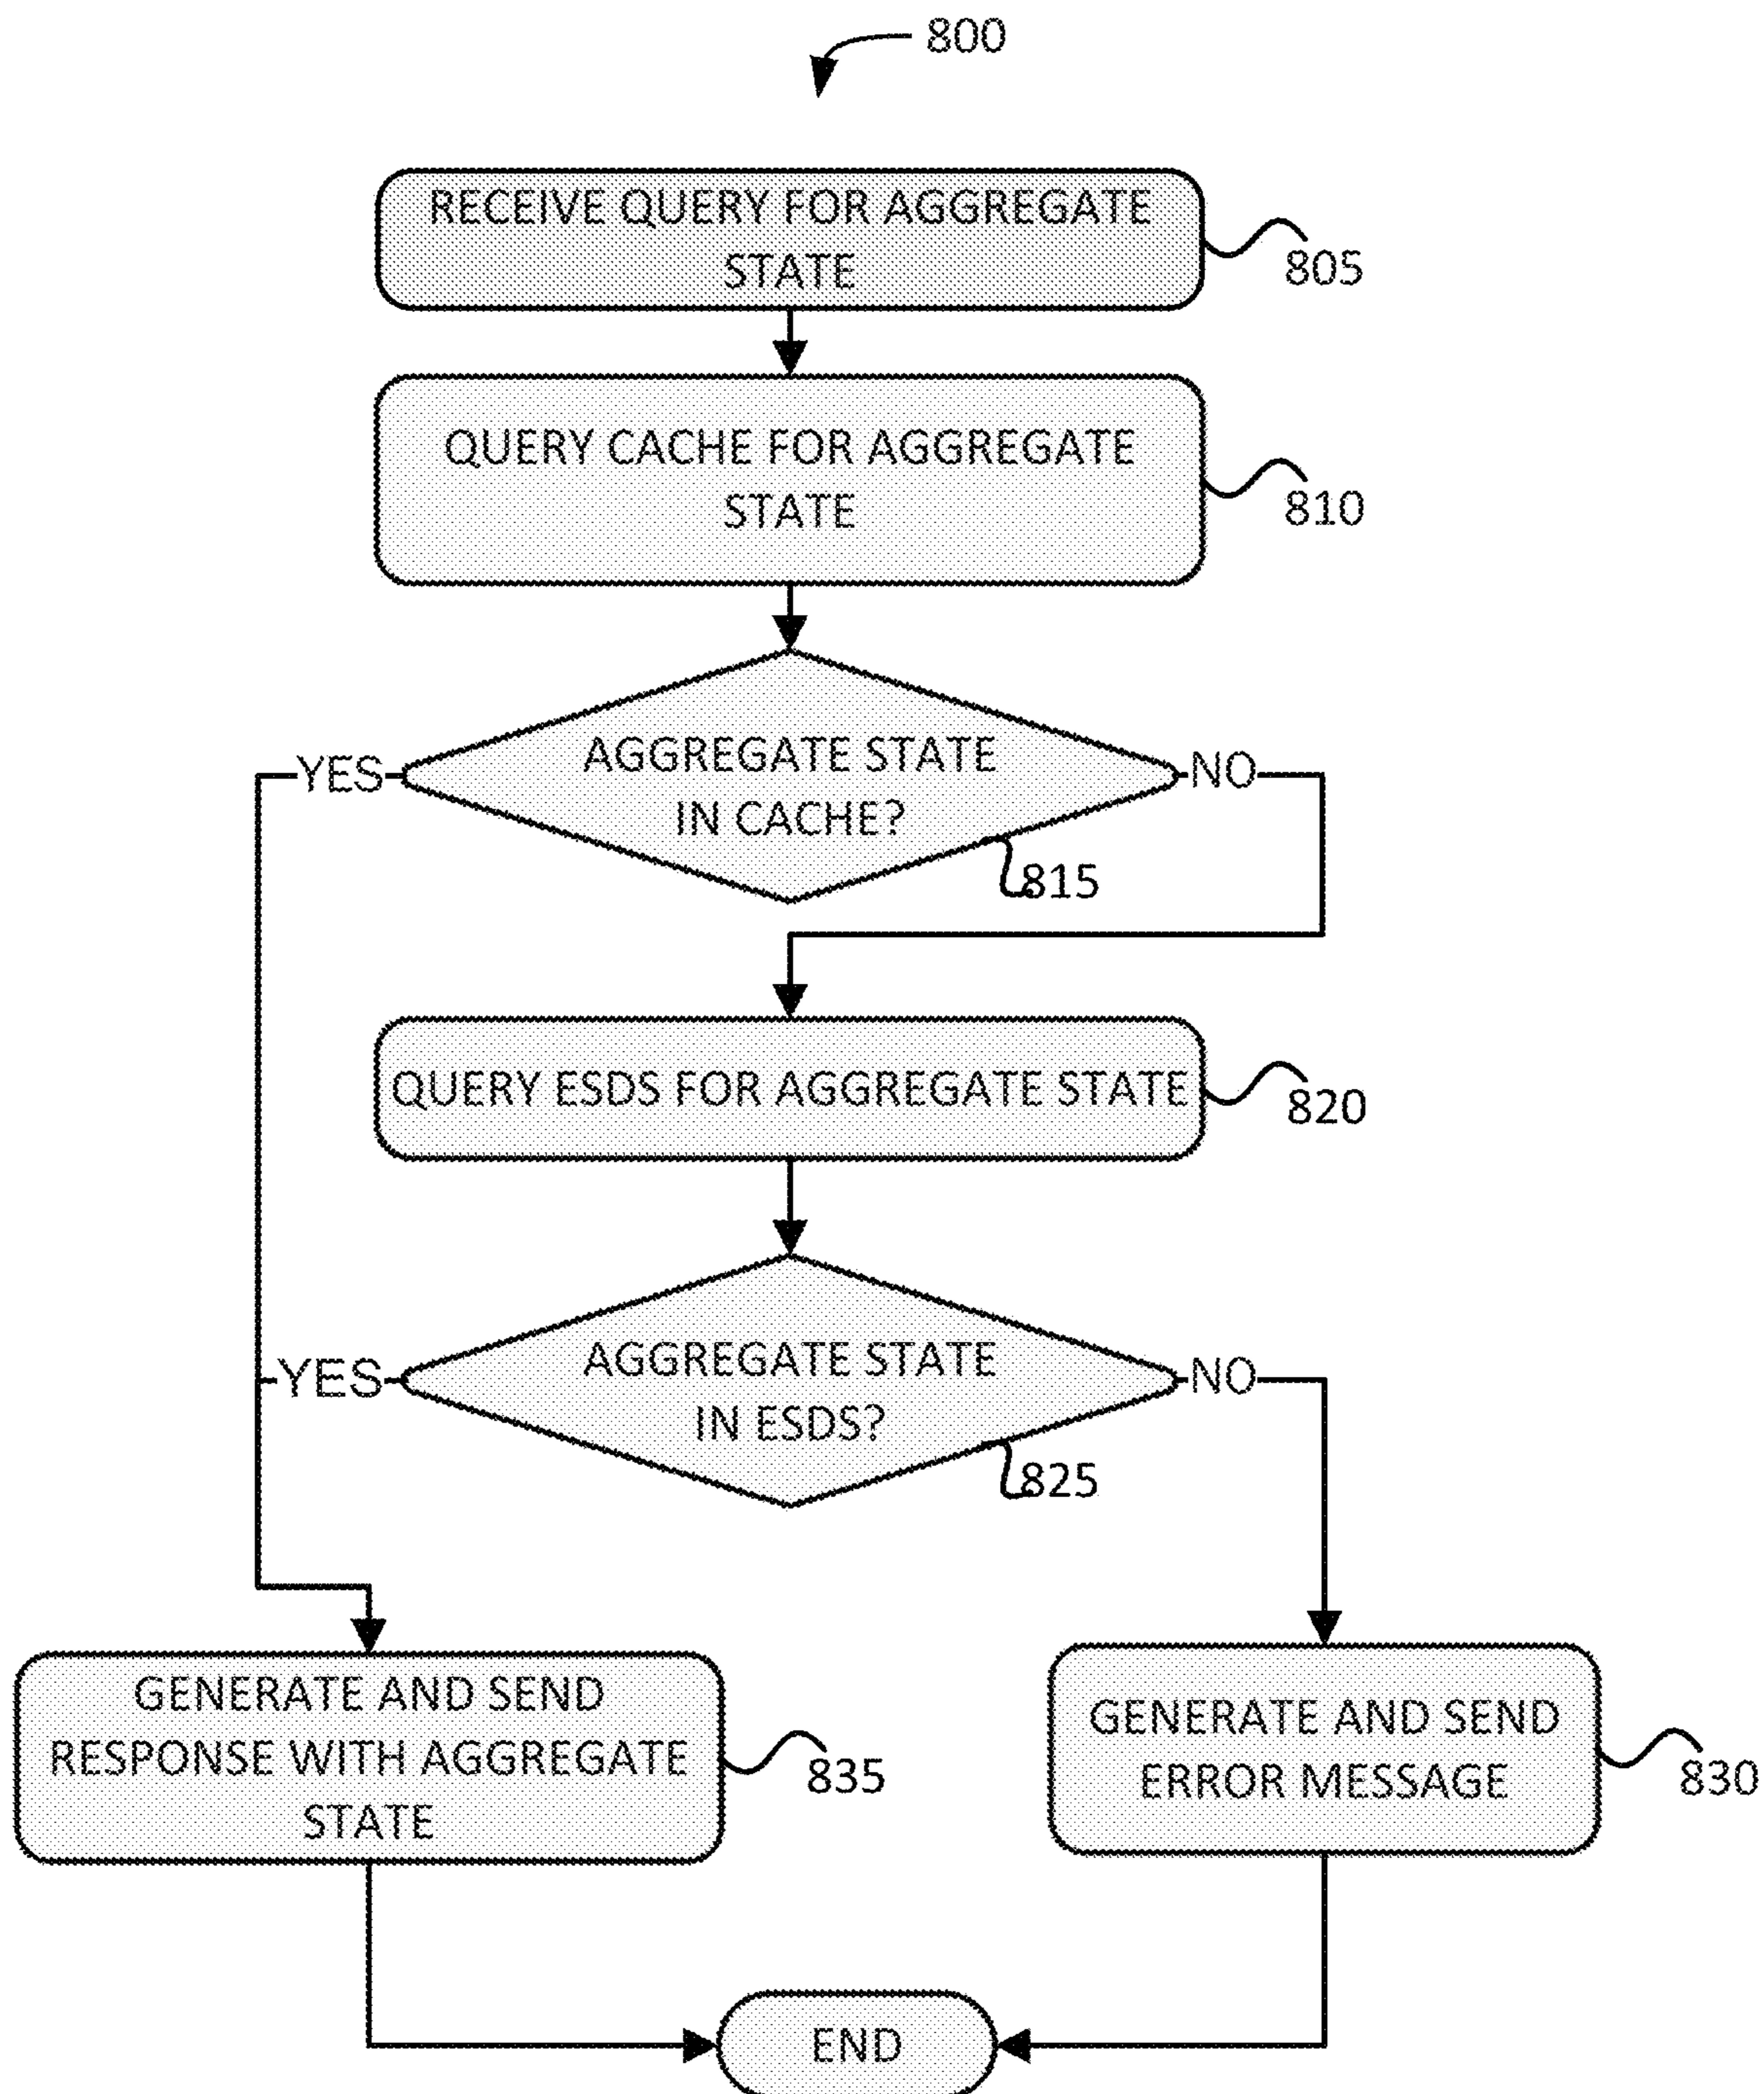 800
RECEIVE QUERY FOR AGGREGATE
STATE
805
QUERY CACHE FOR AGGREGATE
STATE
810
AGGREGATE STATE
IN CACHE?
YES
NO
815
QUERY ESDS FOR AGGREGATE STATE
820
AGGREGATE STATE
IN ESDS?
YES
NO
825
GENERATE AND SEND
RESPONSE WITH AGGREGATE
STATE
835
GENERATE AND SEND
ERROR MESSAGE
830
END